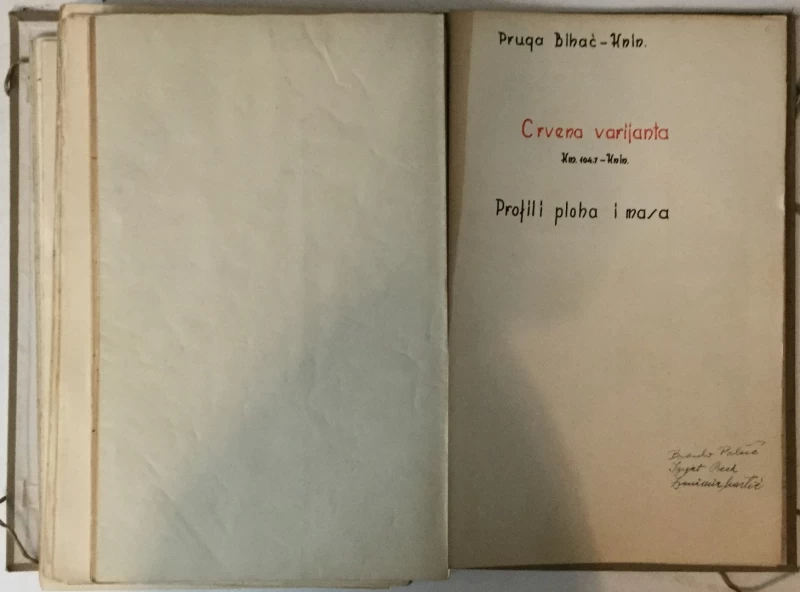 Pruga Bihać - Knin.
Crvena varijanta
Km. 104.7 - Knin.
Profili ploha i masa